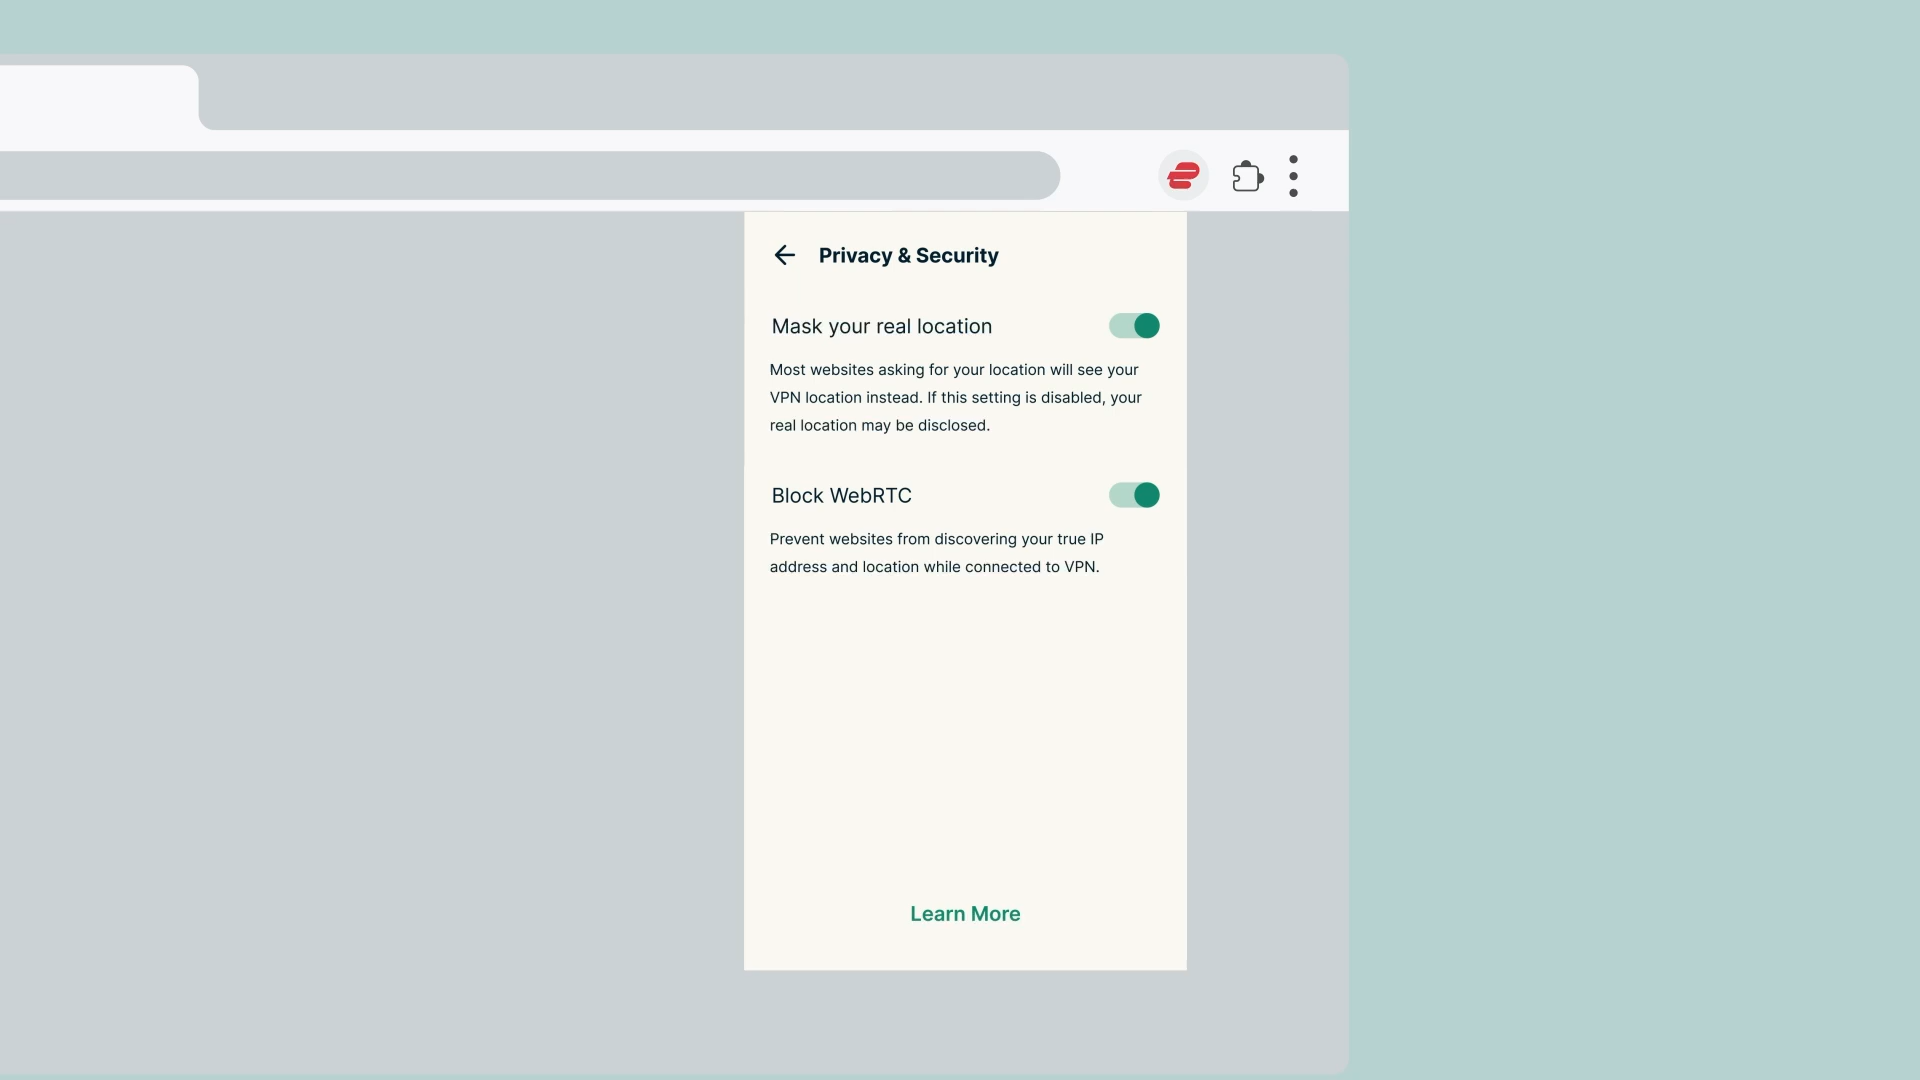 Privacy & Security
Mask your real location
Most websites asking for your location will see your
VPN location instead. If this setting is disabled, your
real location may be disclosed.
Block WebRTC
Prevent websites from discovering your true IP
address and location while connected to VPN.
Learn More